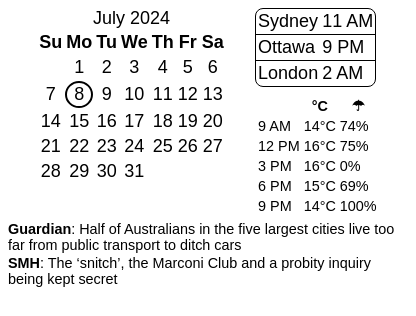 July 2024
Su Mo Tu We Th Fr Sa
1 2 3 4 5 6
7 8 9 10 11 12 13
14 15 16 17 18 19 20
21 22 23 24 25 26 27
28 29 30 31
Sydney 11 AM
Ottawa 9 PM
London 2 AM
°C ☂
9 AM 14°C 74%
12 PM 16°C 75%
3 PM 16°C 0%
6 PM 15°C 69%
9 PM 14°C 100%
Guardian: Half of Australians in the five largest cities live too
far from public transport to ditch cars
SMH: The ‘snitch’, the Marconi Club and a probity inquiry
being kept secret